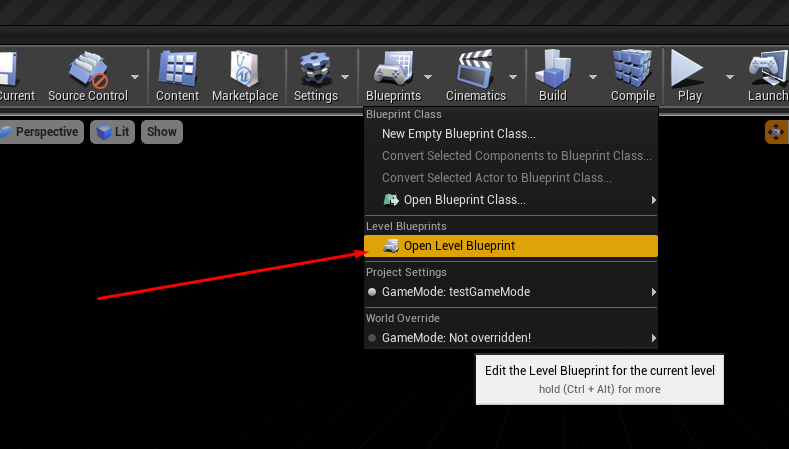 Current Source Control Content Marketplace Settings Blueprints Cinematics Build Compile Play Launch
Perspective Lit Show
Blueprint Class
New Empty Blueprint Class...
Convert Selected Components to Blueprint Class...
Convert Selected Actor to Blueprint Class...
Open Blueprint Class...
Level Blueprints
Open Level Blueprint
Project Settings
GameMode: testGameMode
World Override
GameMode: Not overridden!
Edit the Level Blueprint for the current level
hold (Ctrl + Alt) for more